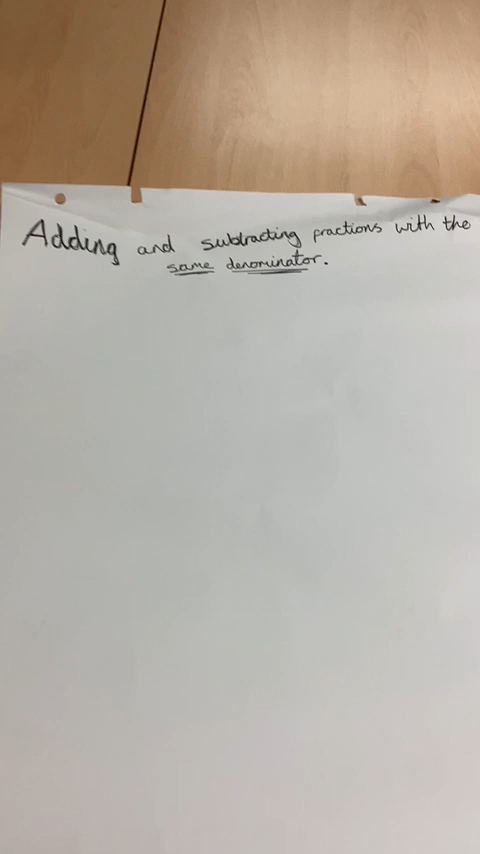 Adding and subtracting fractions with the
same denominator.